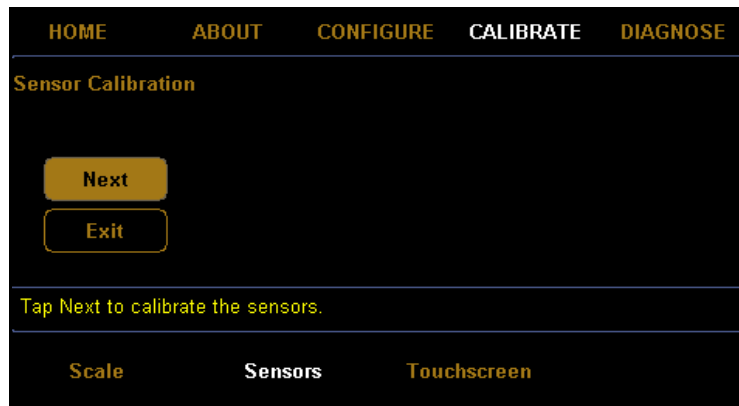 HOME ABOUT CONFIGURE CALIBRATE DIAGNOSE
Sensor Calibration
Next
Exit
Tap Next to calibrate the sensors.
Scale Sensors Touchscreen